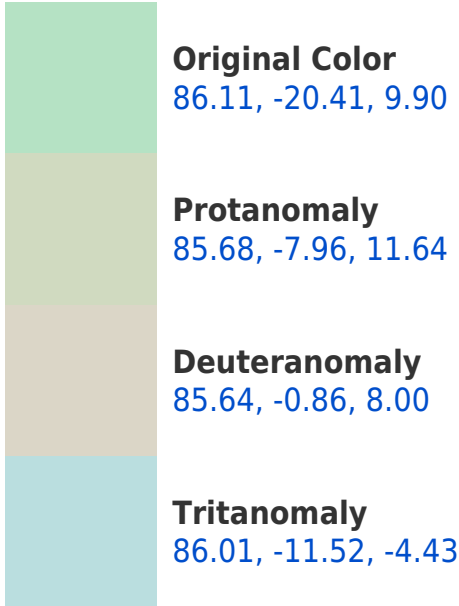 Original Color
86.11, -20.41, 9.90
Protanomaly
85.68, -7.96, 11.64
Deuteranomaly
85.64, -0.86, 8.00
Tritanomaly
86.01, -11.52, -4.43